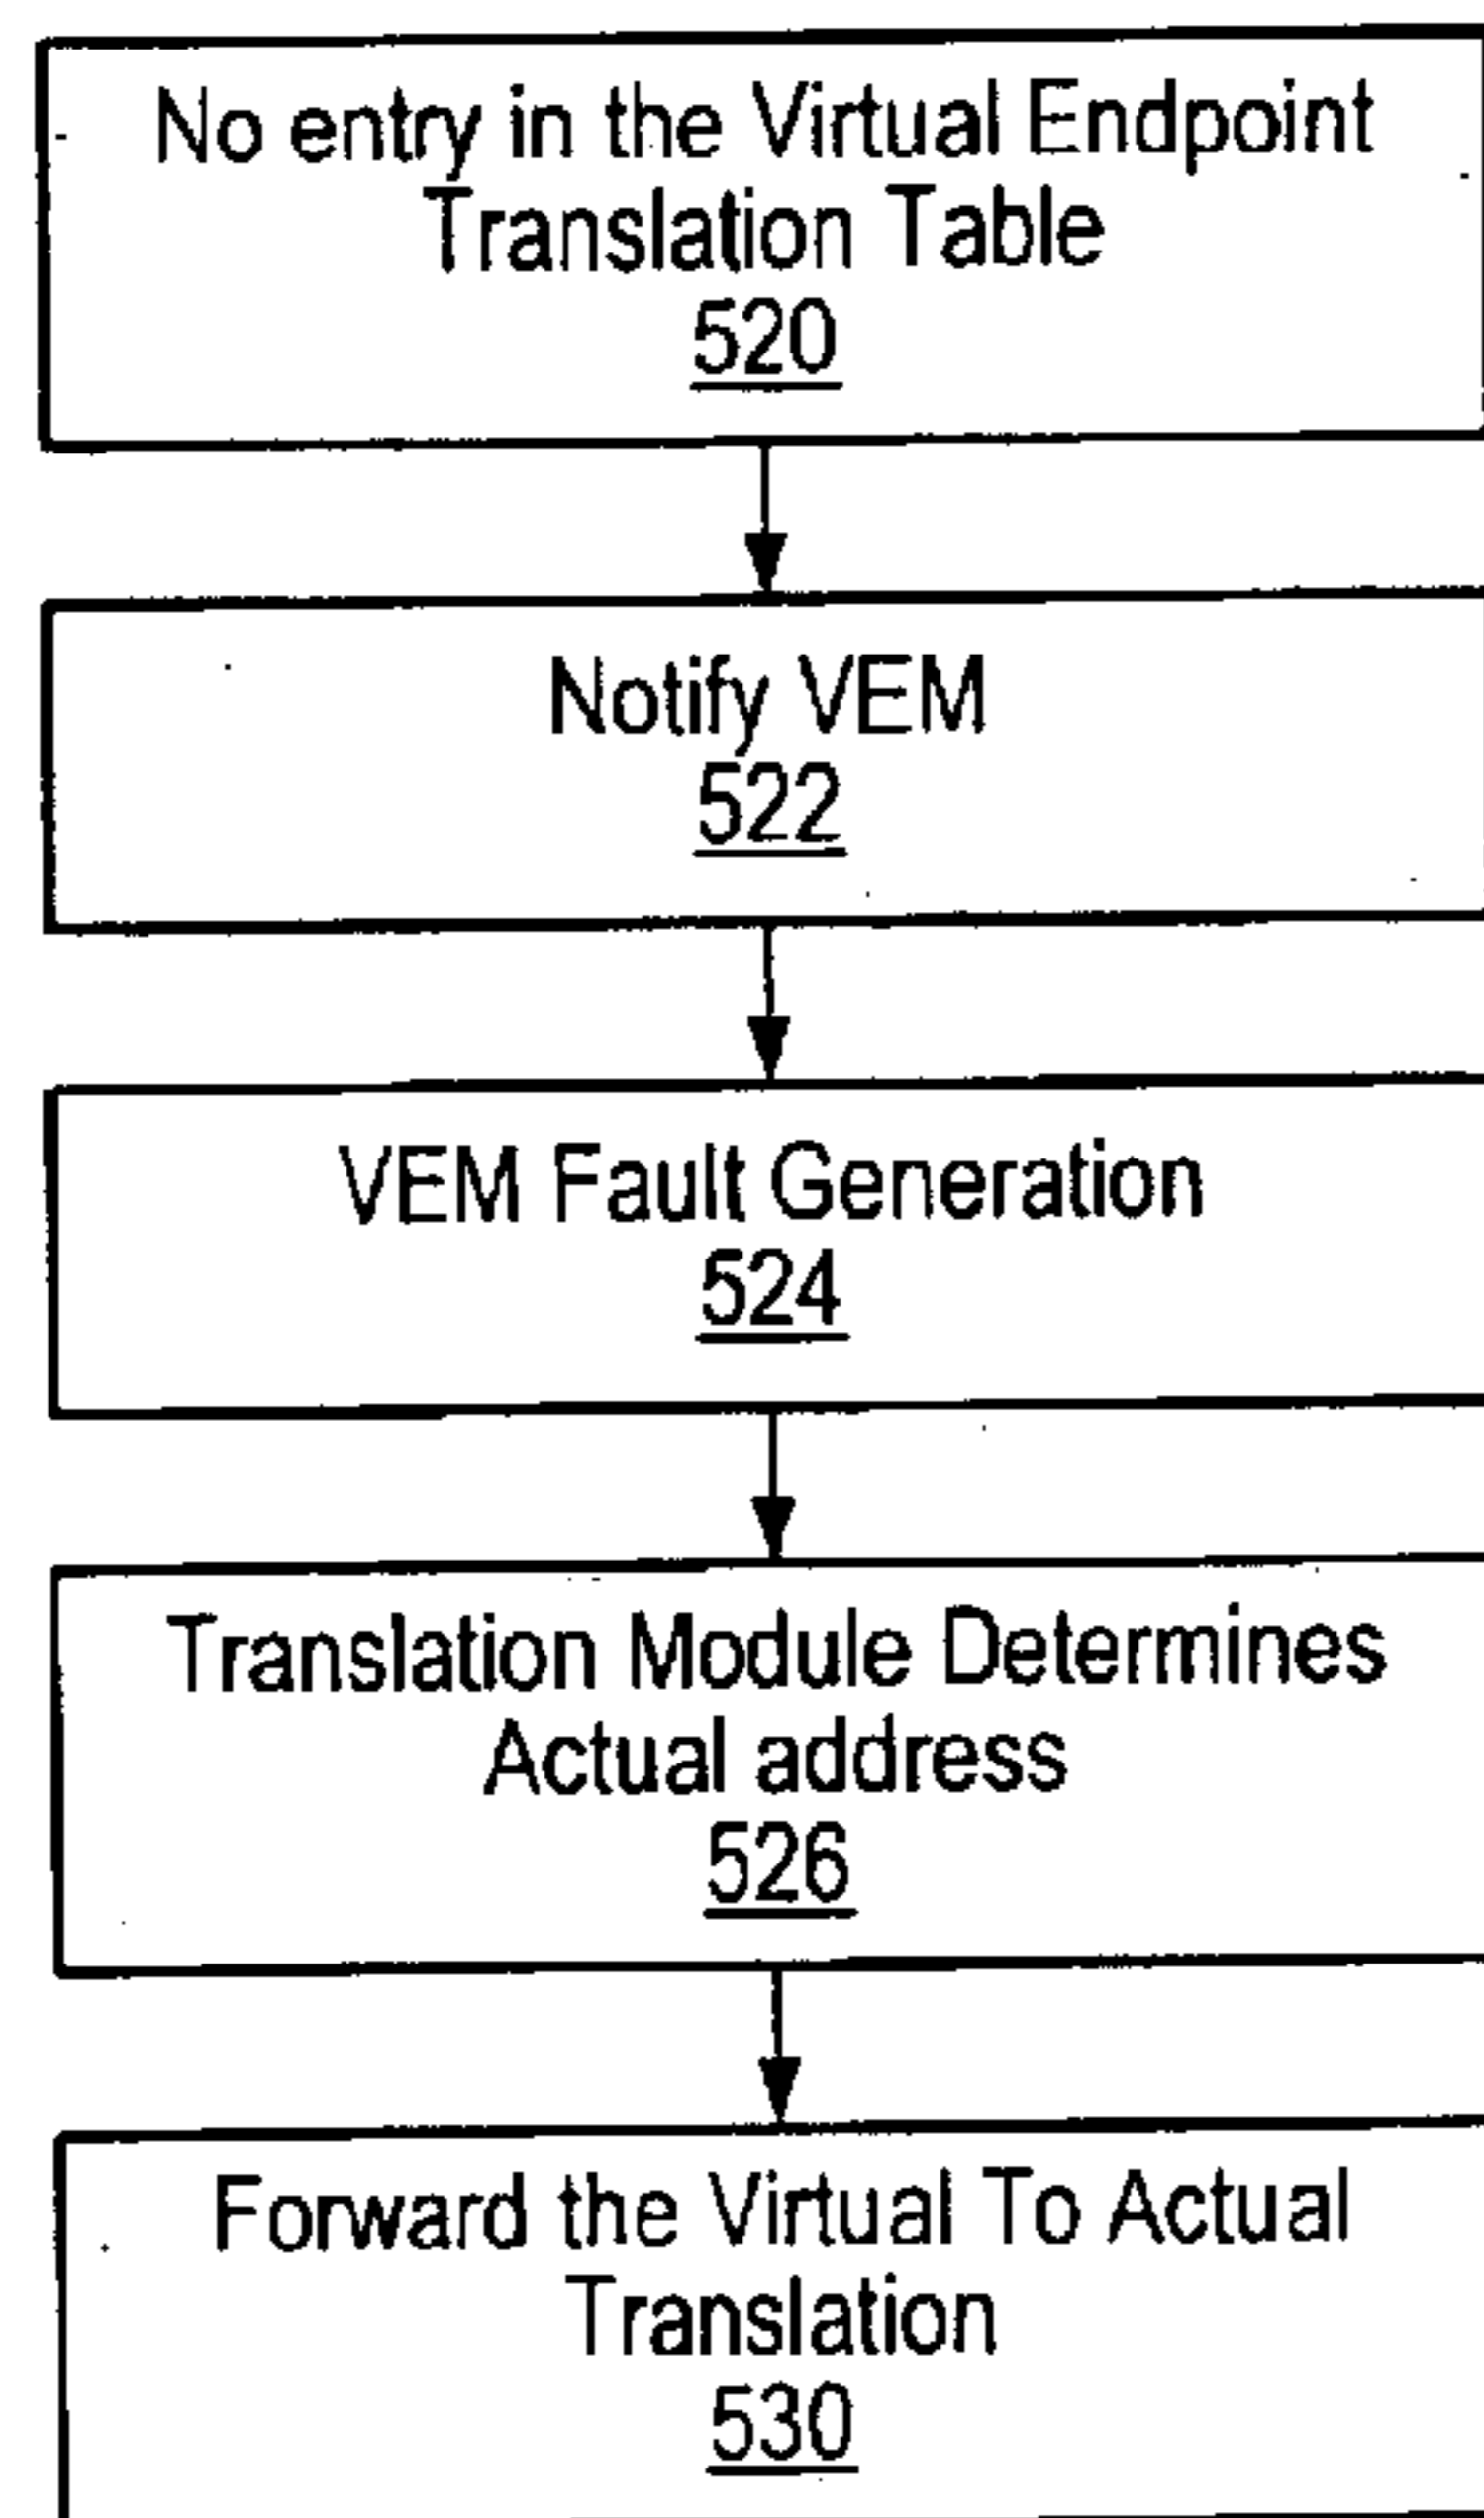 No entry in the Virtual Endpoint
Translation Table
520
Notify VEM
522
VEM Fault Generation
524
Translation Module Determines
Actual address
526
Forward the Virtual To Actual
Translation
530